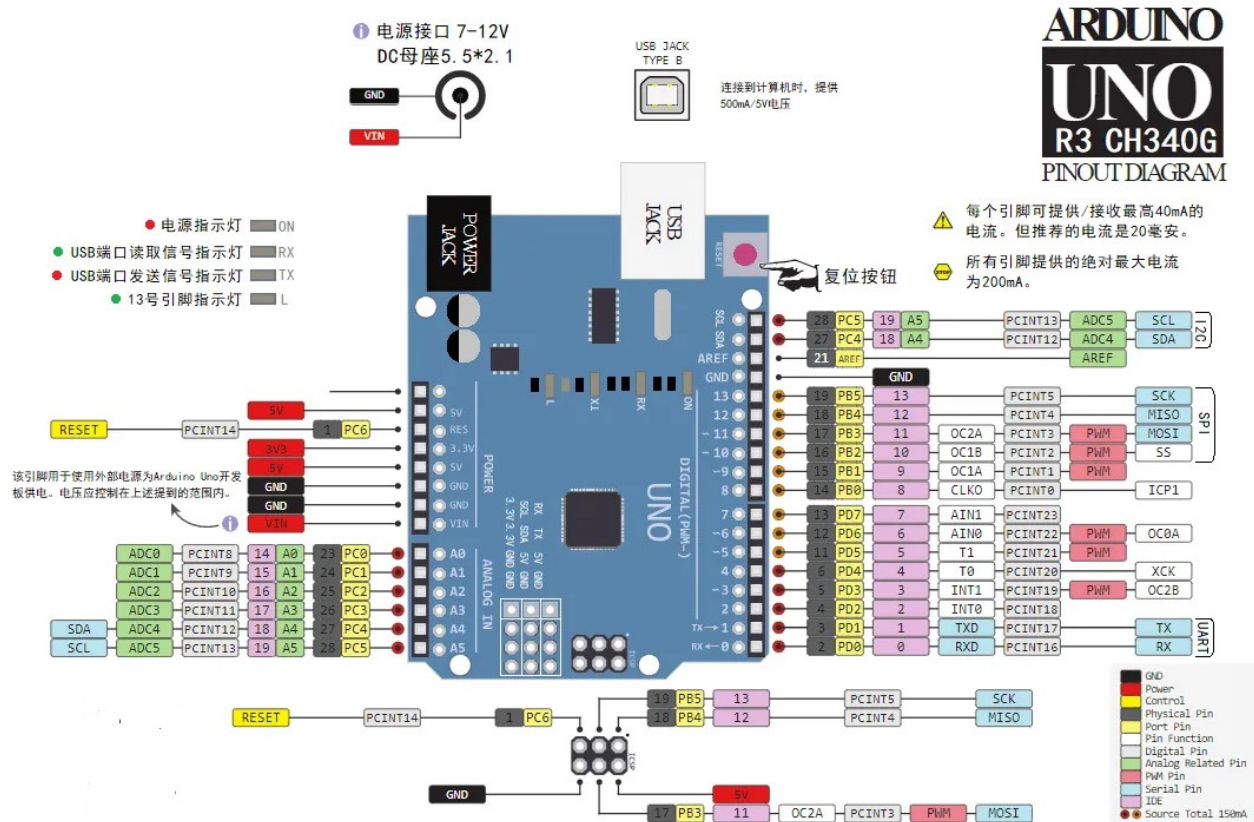 电源接口 7-12V
DC母座5.5*2.1
GND
VIN
USB JACK
TYPE B
连接到计算机时，提供
500mA/5V电压
ARDUINO
UNO
R3 CH340G
PINOUT DIAGRAM
每个引脚可提供/接收最高40mA的
电流。但推荐的电流是20毫安。
所有引脚提供的绝对最大电流
为200mA。
电源指示灯 ON
USB端口读取信号指示灯 RX
USB端口发送信号指示灯 TX
13号引脚指示灯 L
POWER
JACK
USB
JACK
RESET
复位按钮
SCL
SDA
AREF
GND
13
12
~11
~10
~9
8
7
~6
~5
4
~3
2
TX→1
RX←0
L
TX
RX
ON
DIGITAL(PWM~)
UNO
5V
RES
3.3V
5V
GND
GND
VIN
POWER
A0
A1
A2
A3
A4
A5
ANALOG IN
RX TX 5V GND
SCL SDA 5V GND
3.3V 3.3V GND GND
ICSP
28 PC5 19 A5 PCINT13 ADC5 SCL
27 PC4 18 A4 PCINT12 ADC4 SDA
I2C
21 AREF AREF
GND
19 PB5 13 PCINT5 SCK
18 PB4 12 PCINT4 MISO
17 PB3 11 OC2A PCINT3 PWM MOSI
16 PB2 10 OC1B PCINT2 PWM SS
SPI
15 PB1 9 OC1A PCINT1 PWM
14 PB0 8 CLKO PCINT0 ICP1
13 PD7 7 AIN1 PCINT23
12 PD6 6 AIN0 PCINT22 PWM OC0A
11 PD5 5 T1 PCINT21 PWM
6 PD4 4 T0 PCINT20 XCK
5 PD3 3 INT1 PCINT19 PWM OC2B
4 PD2 2 INT0 PCINT18
3 PD1 1 TXD PCINT17 TX
2 PD0 0 RXD PCINT16 RX
UART
5V
RESET PCINT14 1 PC6
3V3
5V
GND
GND
VIN
该引脚用于使用外部电源为Arduino Uno开发
板供电。电压应控制在上述提到的范围内。
ADC0 PCINT8 14 A0 23 PC0
ADC1 PCINT9 15 A1 24 PC1
ADC2 PCINT10 16 A2 25 PC2
ADC3 PCINT11 17 A3 26 PC3
SDA ADC4 PCINT12 18 A4 27 PC4
SCL ADC5 PCINT13 19 A5 28 PC5
19 PB5 13 PCINT5 SCK
RESET PCINT14 1 PC6
18 PB4 12 PCINT4 MISO
ICSP
GND
5V
17 PB3 11 OC2A PCINT3 PWM MOSI
GND
Power
Control
Physical Pin
Port Pin
Pin Function
Digital Pin
Analog Related Pin
PWM Pin
Serial Pin
IDE
Source Total 150mA